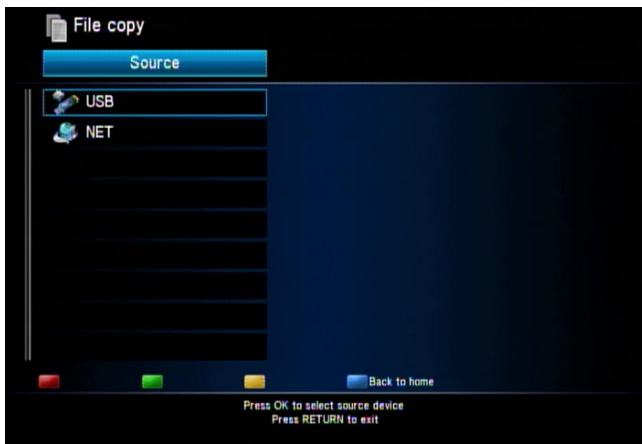 File copy
Source
USB
NET
Back to home
Press OK to select source device
Press RETURN to exit